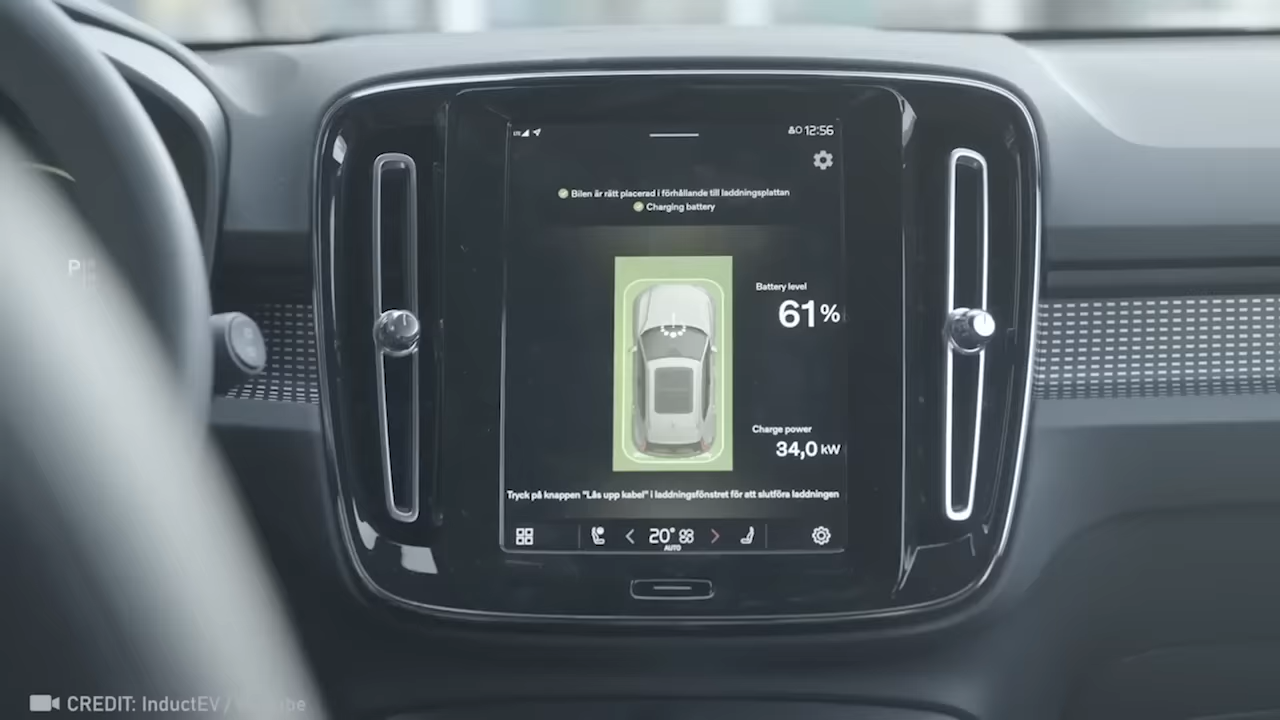 LTE
12:56
Bilen är rätt placerad i förhållande till laddningsplattan
Charging battery
Battery level
61%
Charge power
34,0 kW
Tryck på knappen "Lås upp kabel" i laddningsfönstret för att slutföra laddningen
20°
AUTO
P
CREDIT: InductEV /